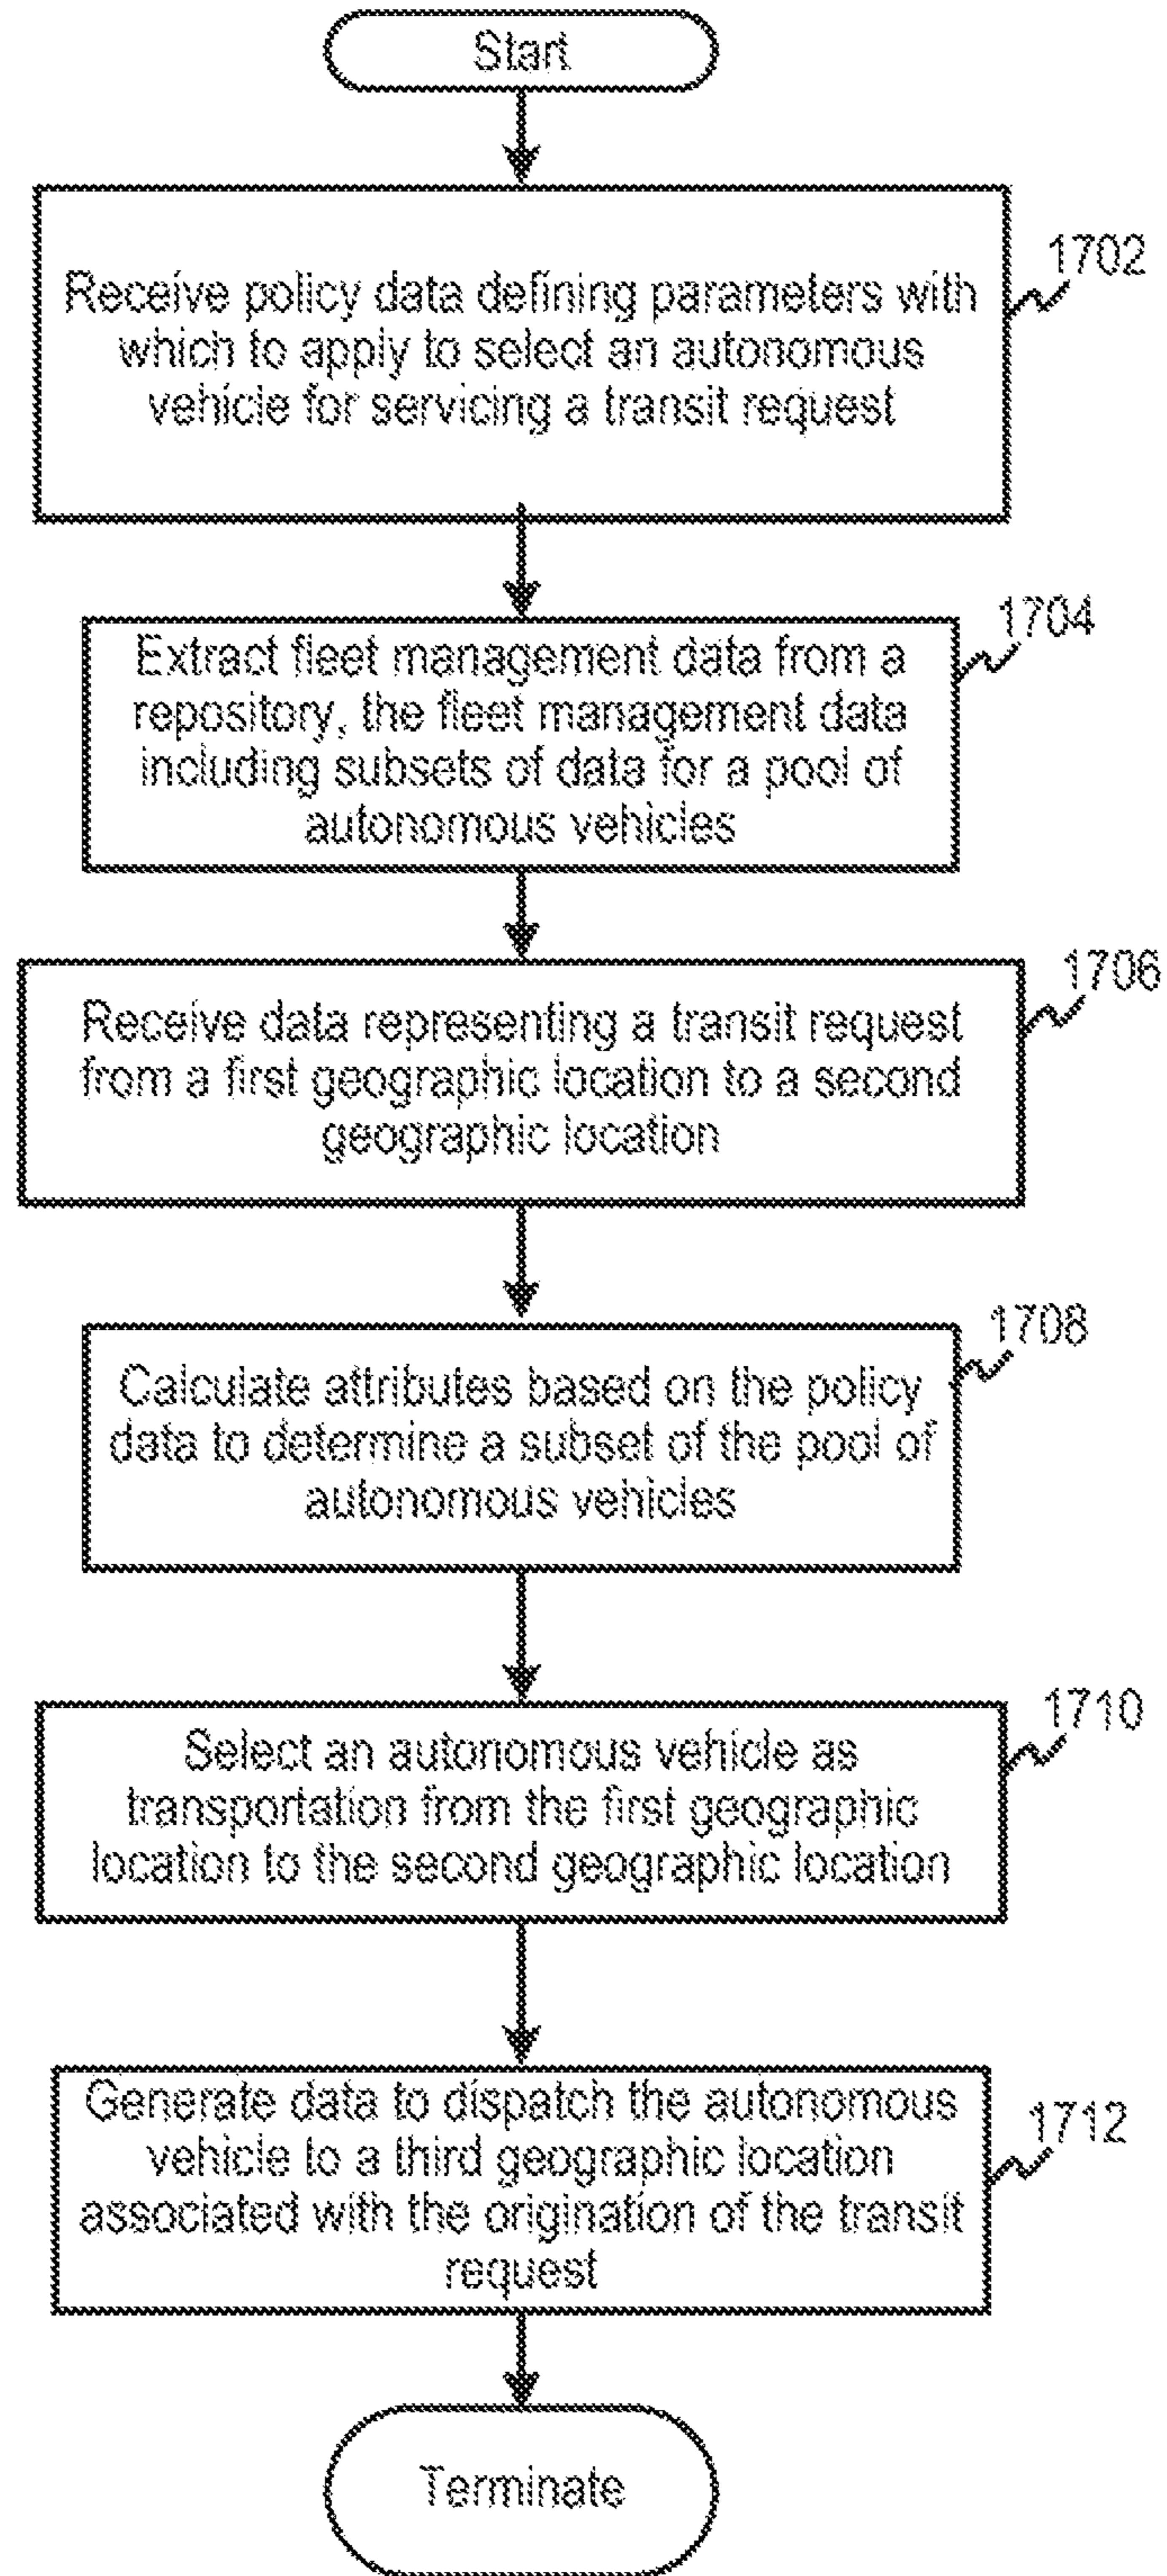 Start
Receive policy data defining parameters with
which to apply to select an autonomous
vehicle for servicing a transit request
1702
Extract fleet management data from a
repository, the fleet management data
including subsets of data for a pool of
autonomous vehicles
1704
Receive data representing a transit request
from a first geographic location to a second
geographic location
1706
Calculate attributes based on the policy
data to determine a subset of the pool of
autonomous vehicles
1708
Select an autonomous vehicle as
transportation from the first geographic
location to the second geographic location
1710
Generate data to dispatch the autonomous
vehicle to a third geographic location
associated with the origination of the transit
request
1712
Terminate